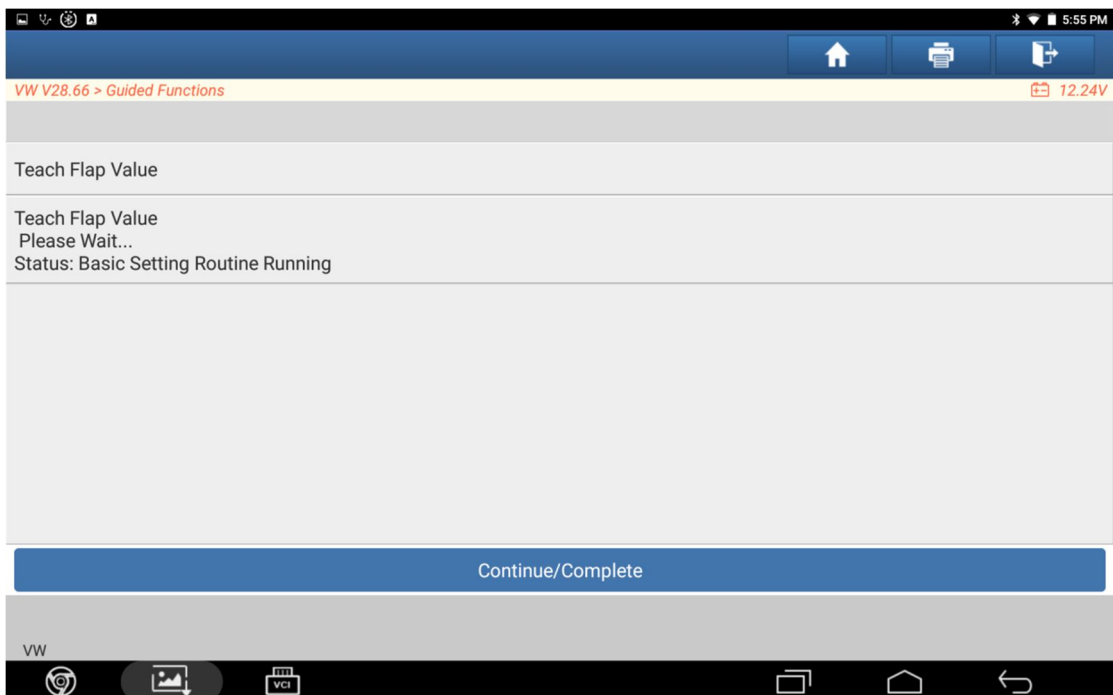 5:55 PM
VW V28.66 > Guided Functions
12.24V
Teach Flap Value
Teach Flap Value
Please Wait...
Status: Basic Setting Routine Running
Continue/Complete
VW
VCI